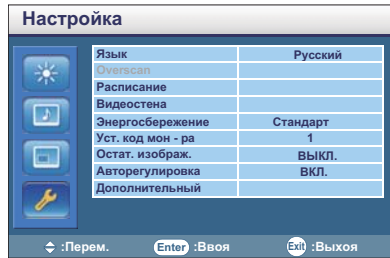 Настройка
Язык Русский
Overscan
Расписание
Видеостена
Энергосбережение Стандарт
Уст. код мон - ра 1
Остат. изображ. ВЫКЛ.
Авторегулировка ВКЛ.
Дополнительный
:Перем. Enter :Ввоя Exit :Выхоя